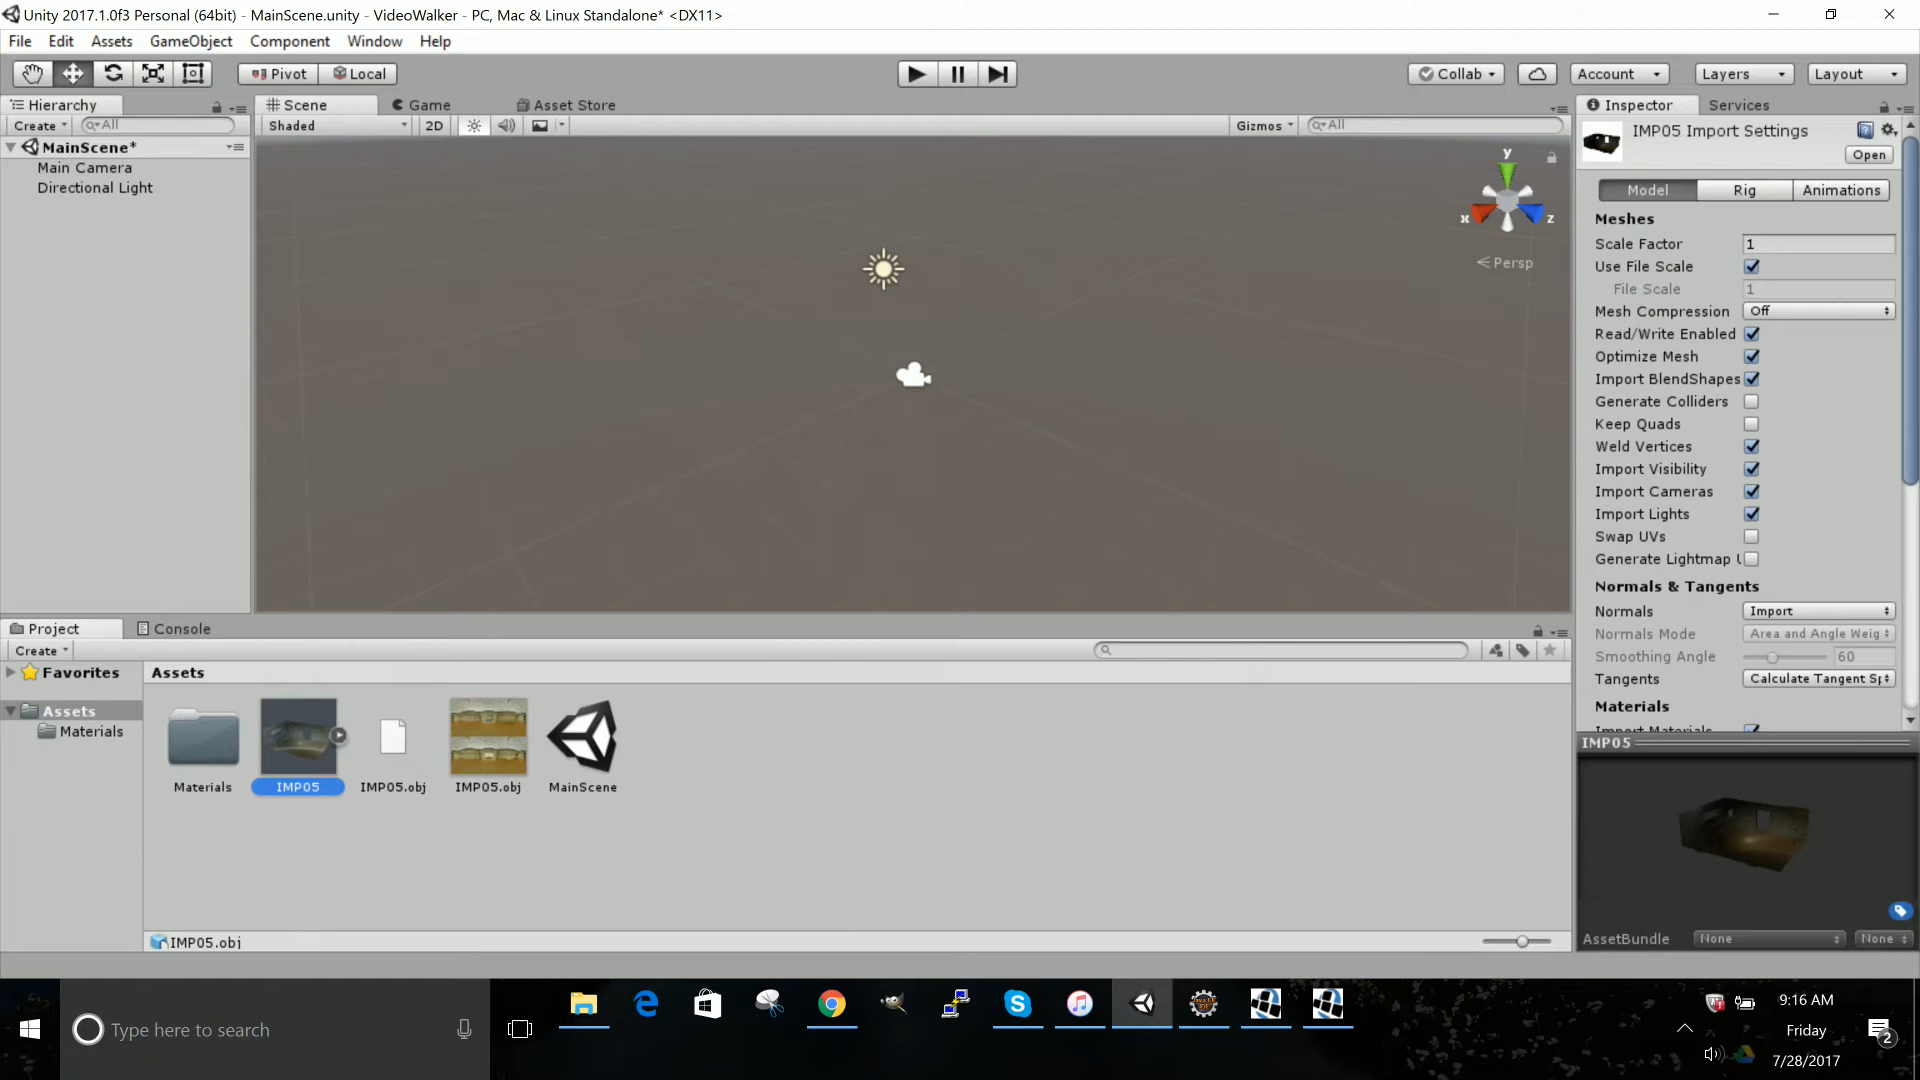 Unity 2017.1.0f3 Personal (64bit) - MainScene.unity - VideoWalker - PC, Mac & Linux Standalone* <DX11>
File Edit Assets GameObject Component Window Help
Pivot Local Collab Account Layers Layout
Hierarchy Scene Game Asset Store Inspector Services
Create All Shaded 2D Gizmos All
MainScene*
Main Camera
Directional Light
y
x
z
Persp
IMP05 Import Settings
Open
Model Rig Animations
Meshes
Scale Factor 1
Use File Scale
File Scale 1
Mesh Compression Off
Read/Write Enabled
Optimize Mesh
Import BlendShapes
Generate Colliders
Keep Quads
Weld Vertices
Import Visibility
Import Cameras
Import Lights
Swap UVs
Generate Lightmap U
Normals & Tangents
Normals Import
Normals Mode Area and Angle Weig
Smoothing Angle 60
Tangents Calculate Tangent Sp
Materials
Import Materials
Project Console
Create
Favorites
Assets
Materials
Assets
Materials IMP05 IMP05.obj IMP05.obj MainScene
IMP05.obj
IMP05
AssetBundle None None
Type here to search
9:16 AM
Friday
7/28/2017
2